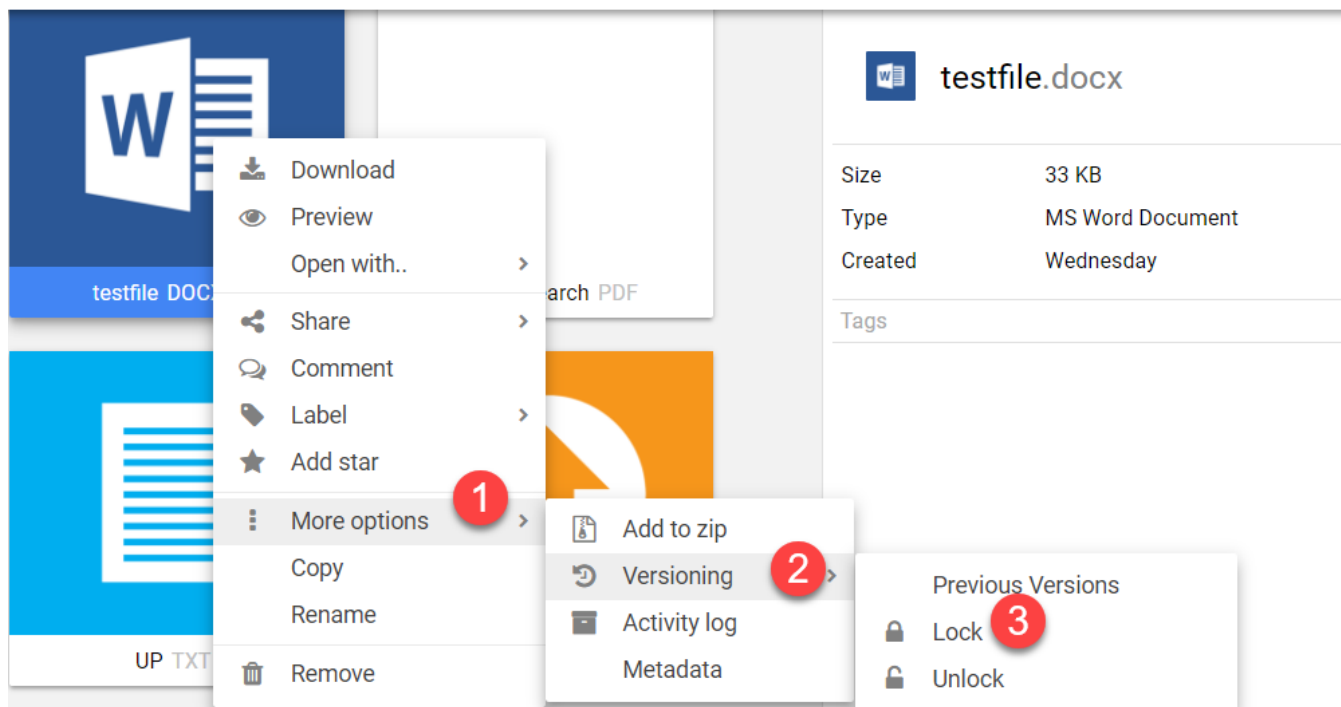 W
testfile DOC
arch PDF
UP TXT
Download
Preview
Open with..
Share
Comment
Label
Add star
More options
1
Copy
Rename
Remove
Add to zip
Versioning
2
Activity log
Metadata
Previous Versions
Lock
3
Unlock
W
testfile.docx
Size 33 KB
Type MS Word Document
Created Wednesday
Tags